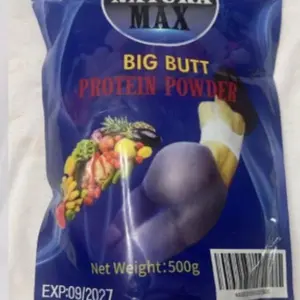 MAX
BIG BUTT
PROTEIN POWDER
Net Weight:500g
EXP:09/2027